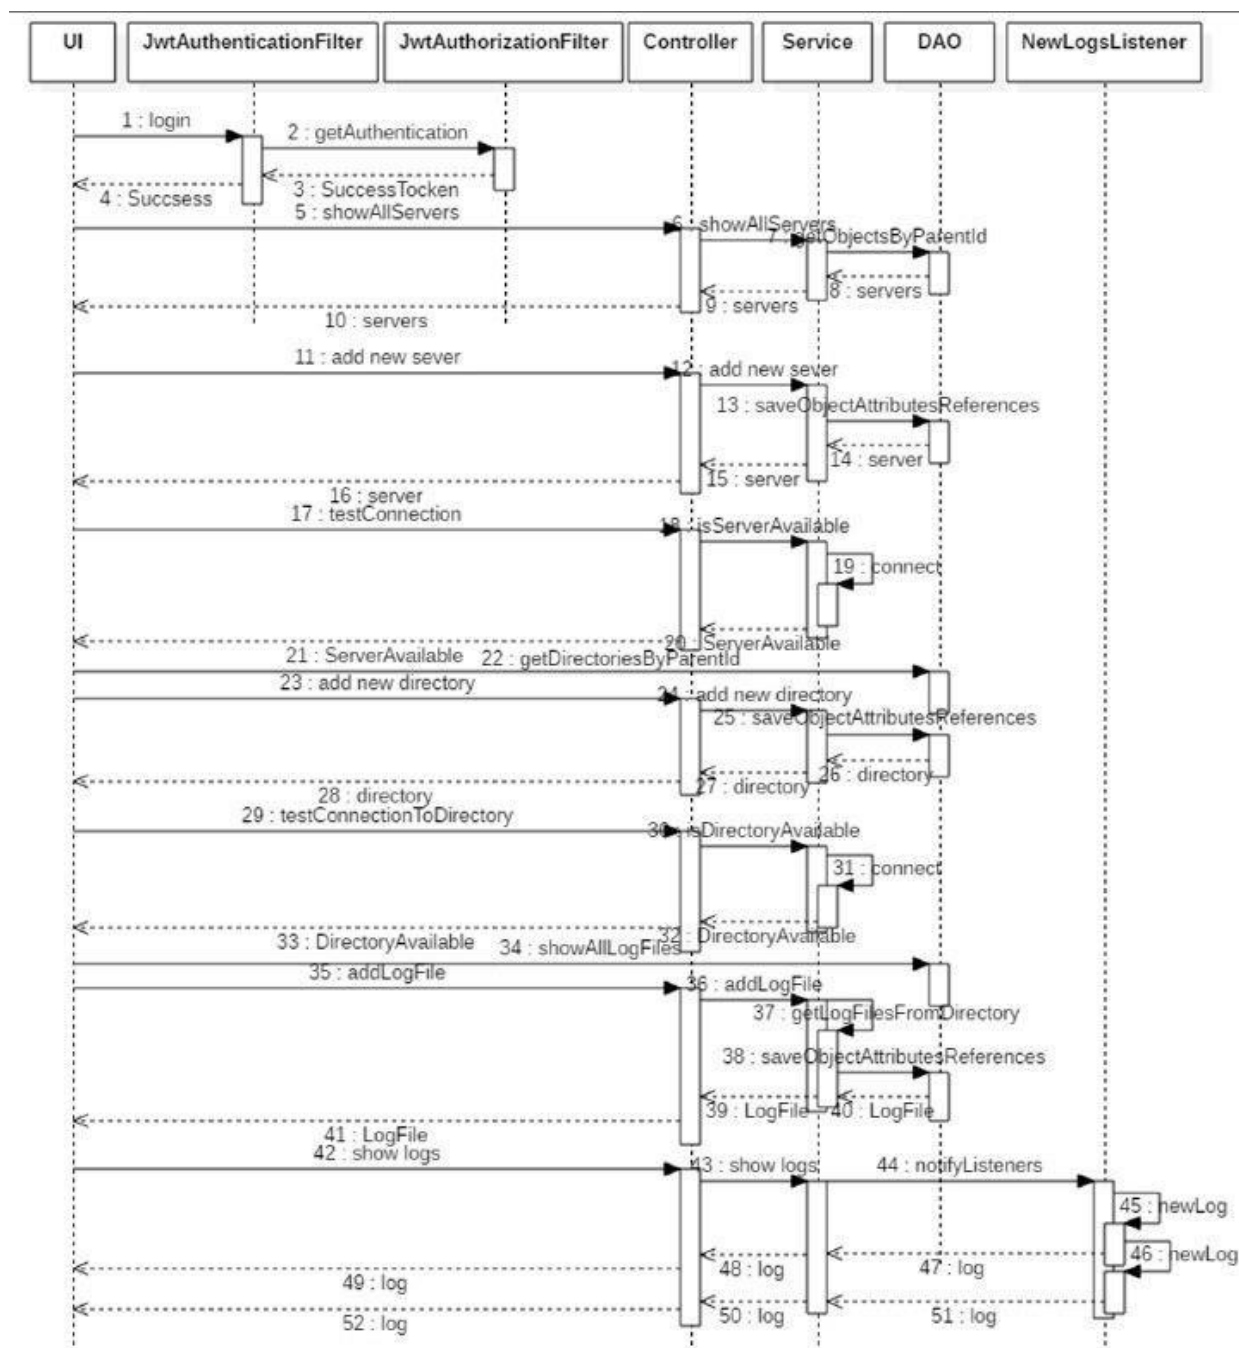 UI
JwtAuthenticationFilter
JwtAuthorizationFilter
Controller
Service
DAO
NewLogsListener
1 : login
2 : getAuthentication
3 : SuccessTocken
4 : Succsess
5 : showAllServers
6 : showAllServers
7 : getObjectsByParentId
8 : servers
9 : servers
10 : servers
11 : add new sever
12 : add new sever
13 : saveObjectAttributesReferences
14 : server
15 : server
16 : server
17 : testConnection
18 : isServerAvailable
19 : connect
20 : ServerAvailable
21 : ServerAvailable
22 : getDirectoriesByParentId
23 : add new directory
24 : add new directory
25 : saveObjectAttributesReferences
26 : directory
27 : directory
28 : directory
29 : testConnectionToDirectory
30 : isDirectoryAvailable
31 : connect
32 : DirectoryAvailable
33 : DirectoryAvailable
34 : showAllLogFiles
35 : addLogFile
36 : addLogFile
37 : getLogFilesFromDirectory
38 : saveObjectAttributesReferences
39 : LogFile
40 : LogFile
41 : LogFile
42 : show logs
43 : show logs
44 : notifyListeners
45 : newLog
46 : newLog
47 : log
48 : log
49 : log
50 : log
51 : log
52 : log